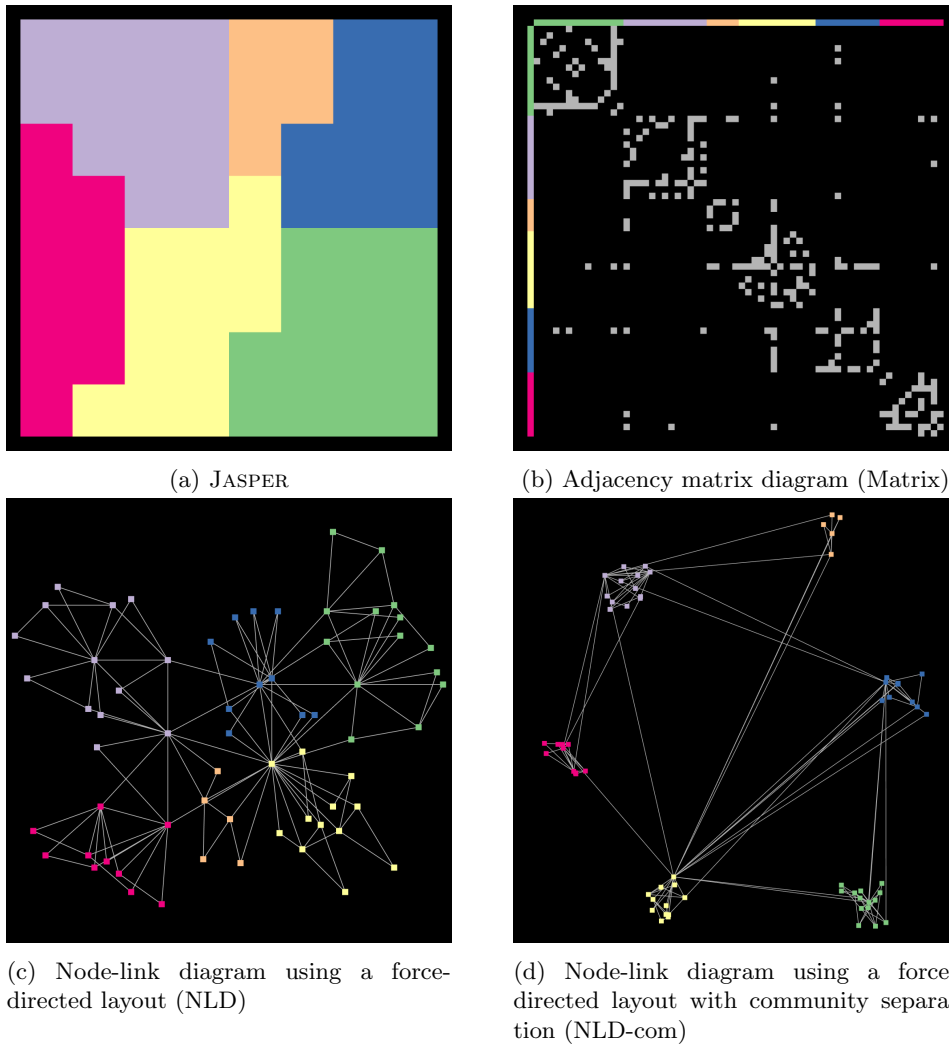 (a) JASPER
(b) Adjacency matrix diagram (Matrix)
(c) Node-link diagram using a force-
directed layout (NLD)
(d) Node-link diagram using a force
directed layout with community separa
tion (NLD-com)